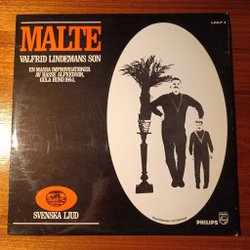 MALTE
VALFRID LINDEMANS SON
EN MASSA IMPROVISATIONER
AV HASSE ALFREDSON,
GULA HUND 1964.
SVENSKA LJUD
PHILIPS